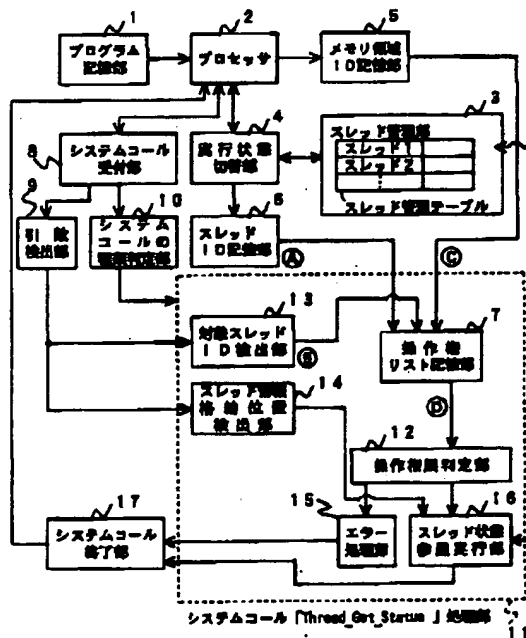 1
プログラム
記憶部
2
プロセッサ
5
メモリ領域
ID記憶部
8
システムコール
受付部
4
実行状態
切替部
3
スレッド管理部
スレッド1
スレッド2
スレッド管理テーブル
9
引数
検出部
10
システム
コールの
種類判定部
6
スレッド
ID記憶部
Ⓐ
Ⓒ
13
対象スレッド
ID検出部
Ⓑ
7
操作権
リスト記憶部
14
スレッド情報
格納位置
検出部
Ⓓ
12
操作権限判定部
17
システムコール
終了部
15
エラー
処理部
16
スレッド状態
参照実行部
システムコール「Thread_Get_Status」処理部
11